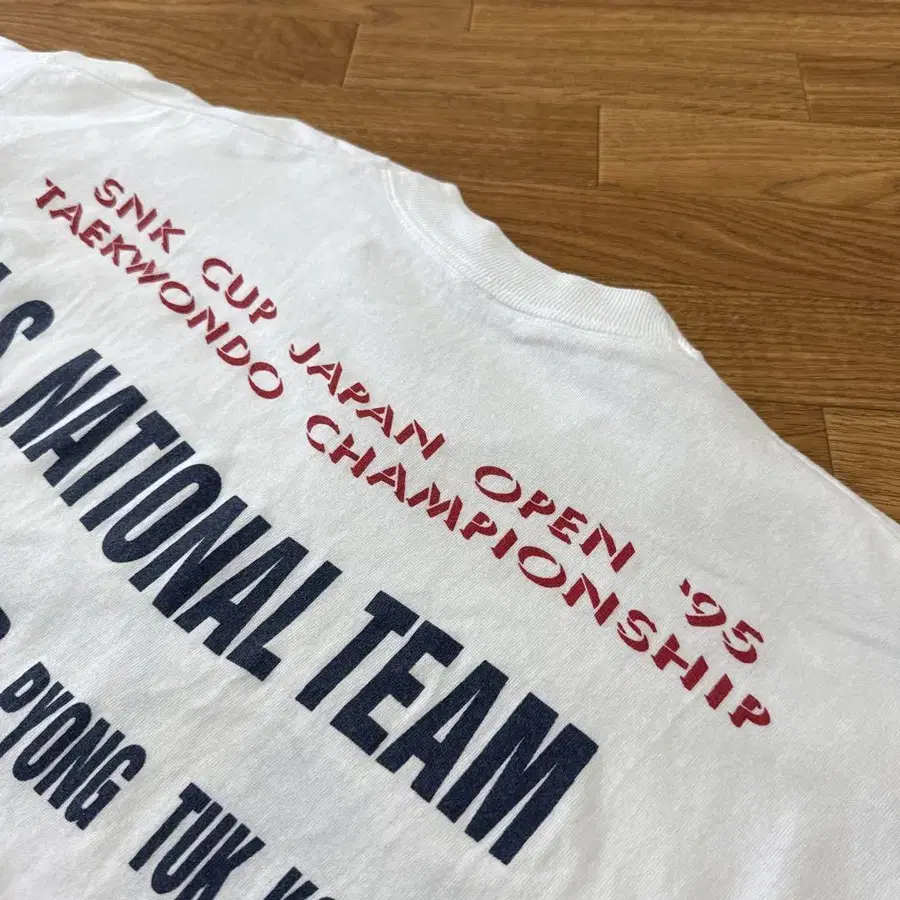 SNK CUP JAPAN OPEN '95
TAEKWONDO CHAMPIONSHIP
NATIONAL TEAM
PYONG TUK